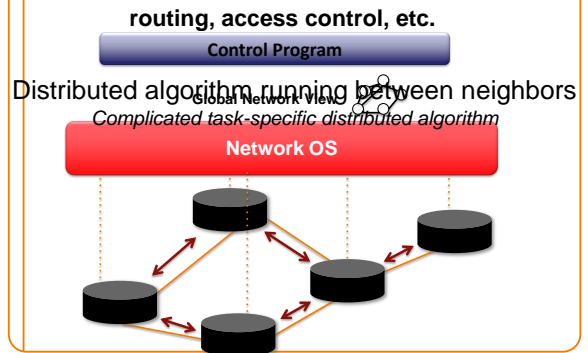 routing, access control, etc.
Control Program
Distributed algorithm running between neighbors
Global Network View
Complicated task-specific distributed algorithm
Network OS